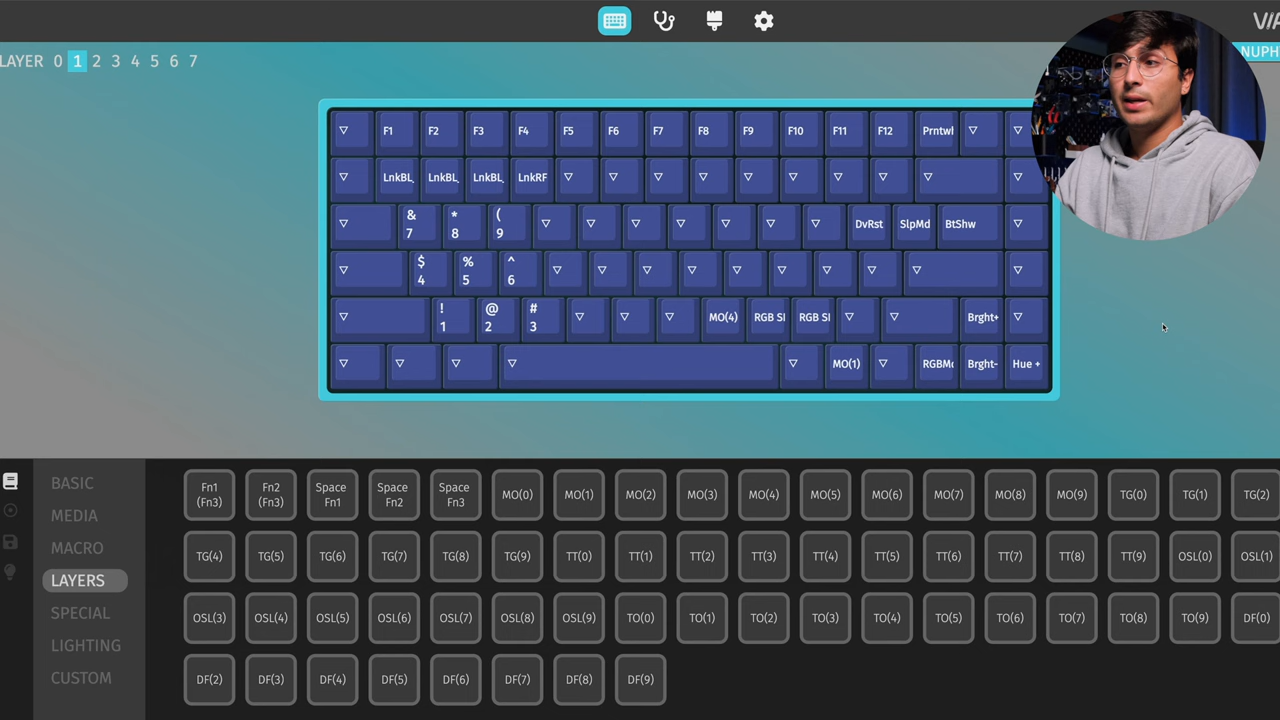 VIA
LAYER 0 1 2 3 4 5 6 7
NUPH
▽ F1 F2 F3 F4 F5 F6 F7 F8 F9 F10 F11 F12 Prntwl ▽ ▽
▽ LnkBL_ LnkBL_ LnkBL_ LnkRF ▽ ▽ ▽ ▽ ▽ ▽ ▽ ▽ ▽ ▽
▽ & * ( ▽ ▽ ▽ ▽ ▽ ▽ ▽ DvRst SlpMd BtShw ▽
7 8 9
▽ $ % ^ ▽ ▽ ▽ ▽ ▽ ▽ ▽ ▽ ▽ ▽
4 5 6
▽ ! @ # ▽ ▽ ▽ MO(4) RGB SI RGB SI ▽ ▽ Brght+ ▽
1 2 3
▽ ▽ ▽ ▽ ▽ MO(1) ▽ RGBMo Brght- Hue +
BASIC
MEDIA
MACRO
LAYERS
SPECIAL
LIGHTING
CUSTOM
Fn1 Fn2 Space Space Space MO(0) MO(1) MO(2) MO(3) MO(4) MO(5) MO(6) MO(7) MO(8) MO(9) TG(0) TG(1) TG(2)
(Fn3) (Fn3) Fn1 Fn2 Fn3
TG(4) TG(5) TG(6) TG(7) TG(8) TG(9) TT(0) TT(1) TT(2) TT(3) TT(4) TT(5) TT(6) TT(7) TT(8) TT(9) OSL(0) OSL(1)
OSL(3) OSL(4) OSL(5) OSL(6) OSL(7) OSL(8) OSL(9) TO(0) TO(1) TO(2) TO(3) TO(4) TO(5) TO(6) TO(7) TO(8) TO(9) DF(0)
DF(2) DF(3) DF(4) DF(5) DF(6) DF(7) DF(8) DF(9)